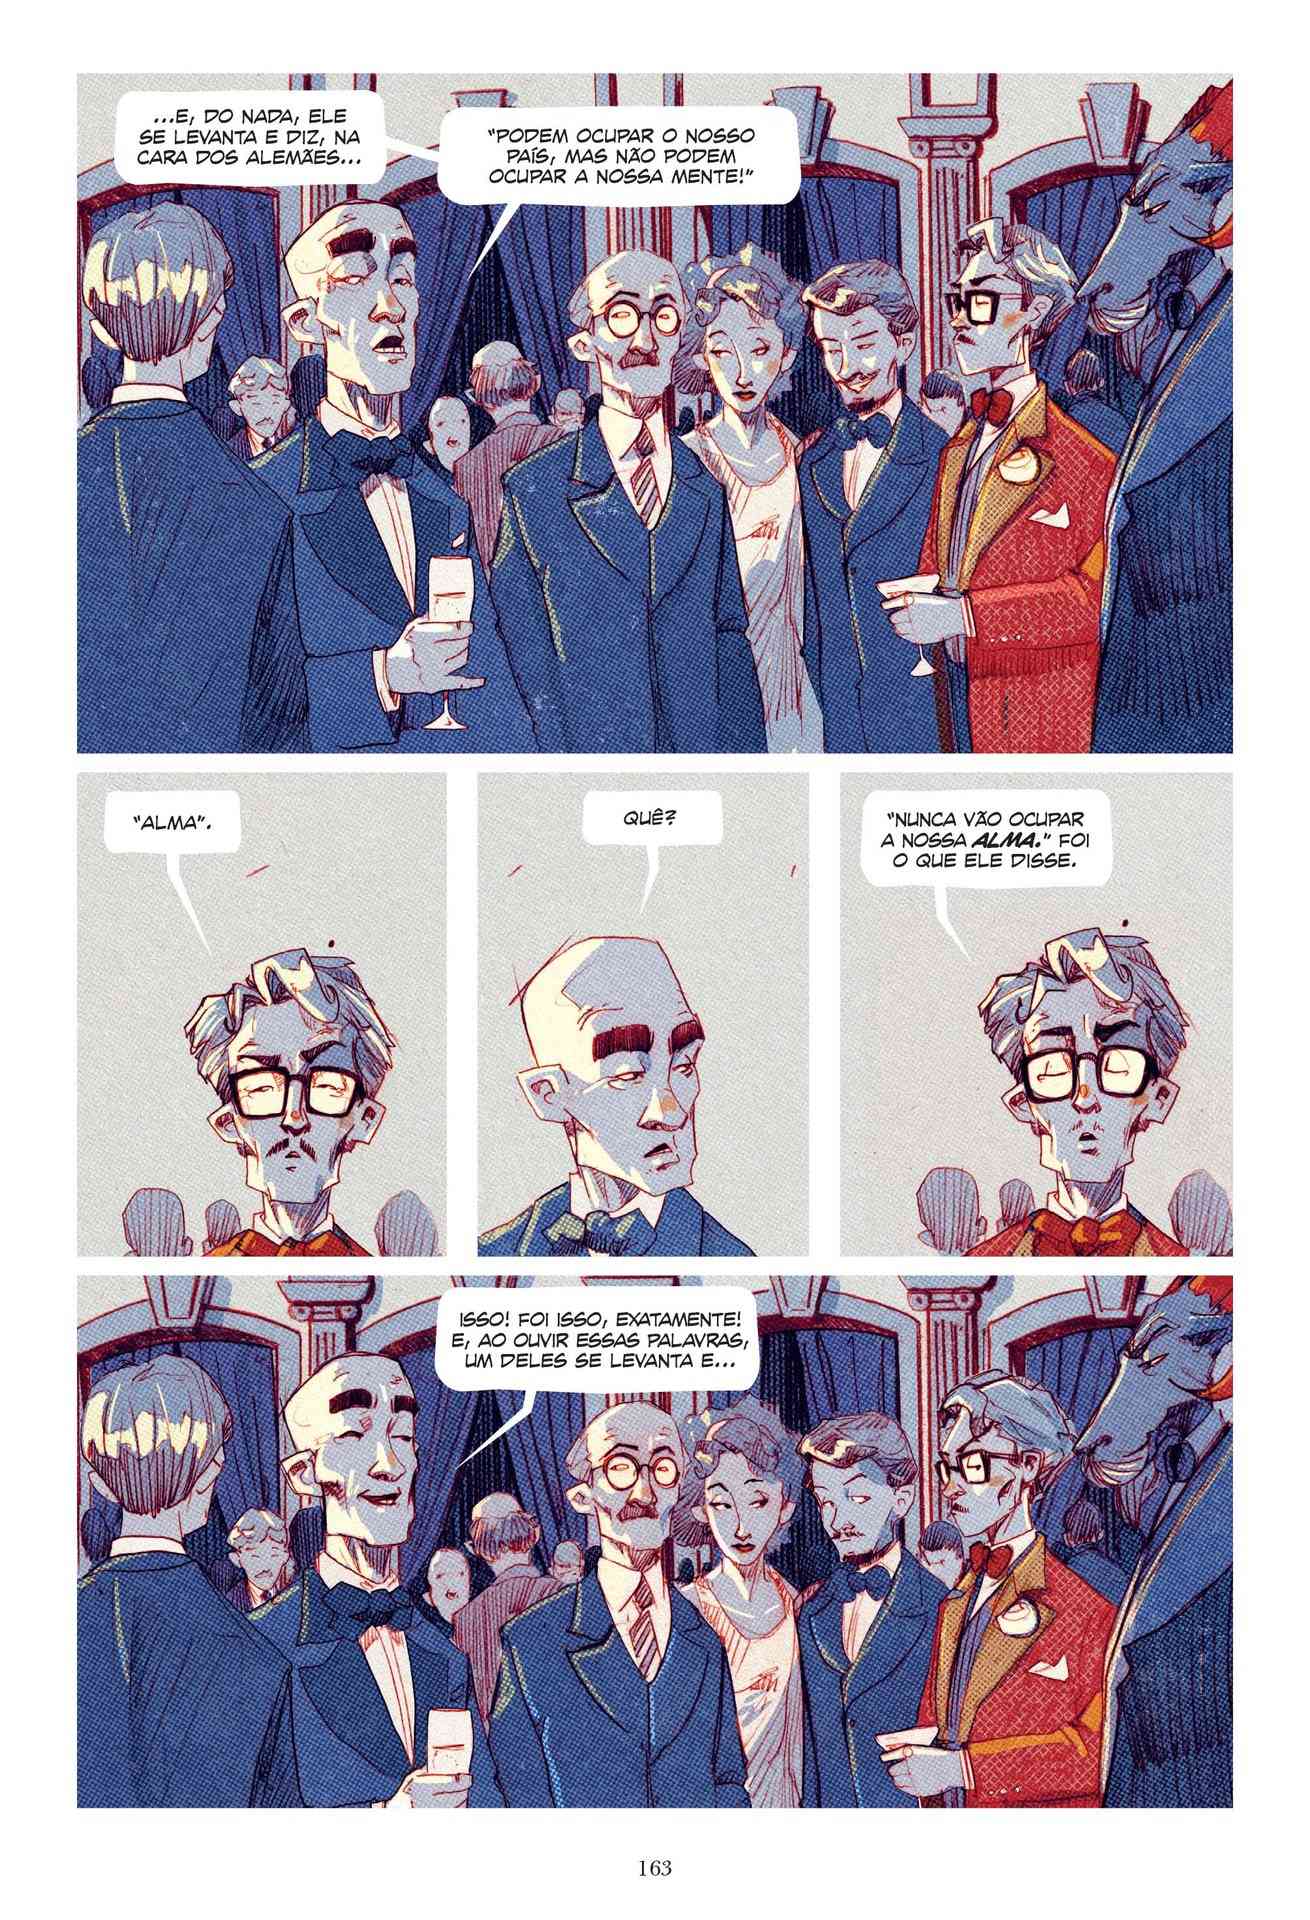 ...E, DO NADA, ELE
SE LEVANTA E DIZ, NA
CARA DOS ALEMÃES...
"PODEM OCUPAR O NOSSO
PAÍS, MAS NÃO PODEM
OCUPAR A NOSSA MENTE!"
"ALMA".
QUÊ?
"NUNCA VÃO OCUPAR
A NOSSA ALMA." FOI
O QUE ELE DISSE.
ISSO! FOI ISSO, EXATAMENTE!
E, AO OUVIR ESSAS PALAVRAS,
UM DELES SE LEVANTA E...
163